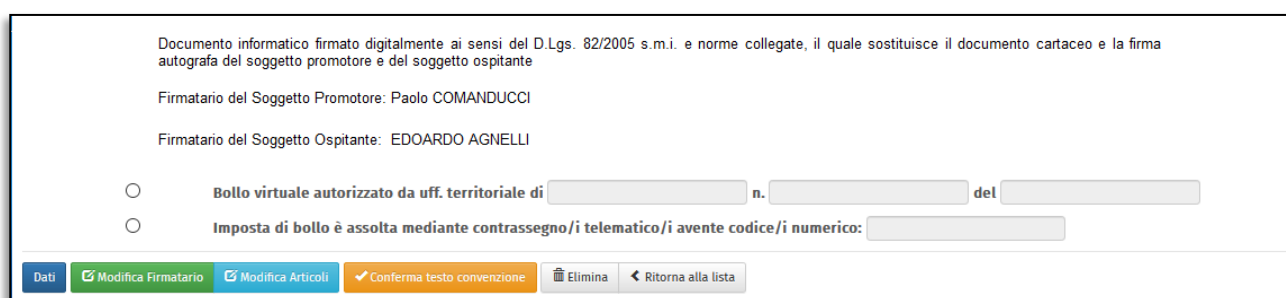 Documento informatico firmato digitalmente ai sensi del D.Lgs. 82/2005 s.m.i. e norme collegate, il quale sostituisce il documento cartaceo e la firma
autografa del soggetto promotore e del soggetto ospitante
Firmatario del Soggetto Promotore: Paolo COMANDUCCI
Firmatario del Soggetto Ospitante: EDOARDO AGNELLI
Bollo virtuale autorizzato da uff. territoriale di n. del
Imposta di bollo è assolta mediante contrassegno/i telematico/i avente codice/i numerico:
Dati Modifica Firmatario Modifica Articoli Conferma testo convenzione Elimina Ritorna alla lista